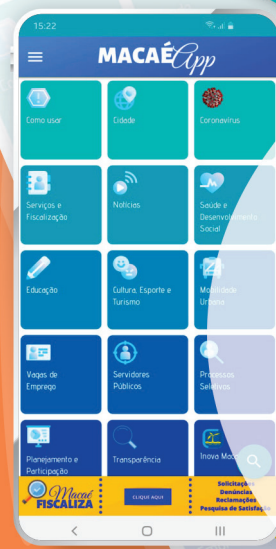 15:22
MACAÉ App
Como usar
Cidade
Coronavírus
Serviços e
Fiscalização
Notícias
Saúde e
Desenvolvimento
Social
Educação
Cultura, Esporte e
Turismo
Mobilidade
Urbana
Vagas de
Emprego
Servidores
Públicos
Processos
Seletivos
Planejamento e
Participação
Transparência
Inova Macaé
Macaé
FISCALIZA
CLIQUE AQUI
Solicitações
Denúncias
Reclamações
Pesquisa de Satisfação